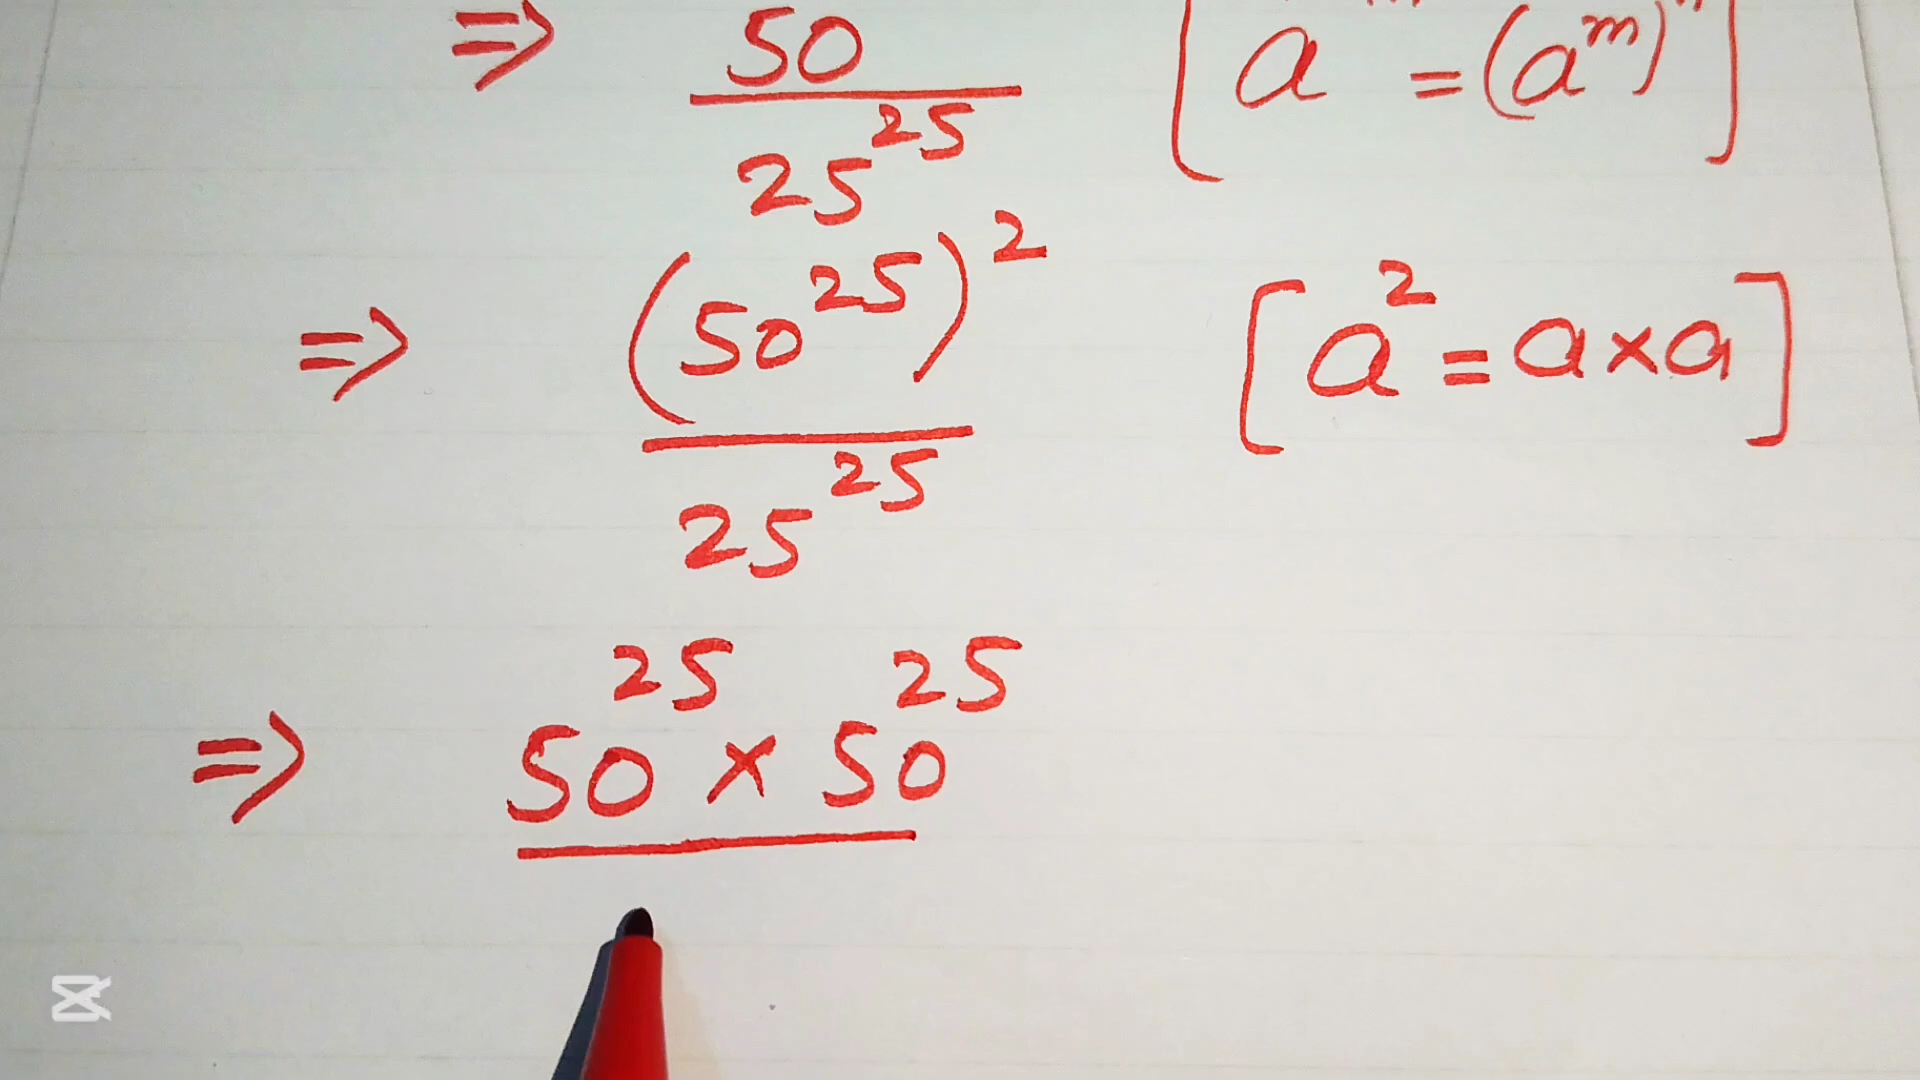 ⇒ 50 / 25^25 [a = (a^m)^n]
⇒ (50^25)^2 / 25^25 [a^2 = a×a]
⇒ 50^25 × 50^25